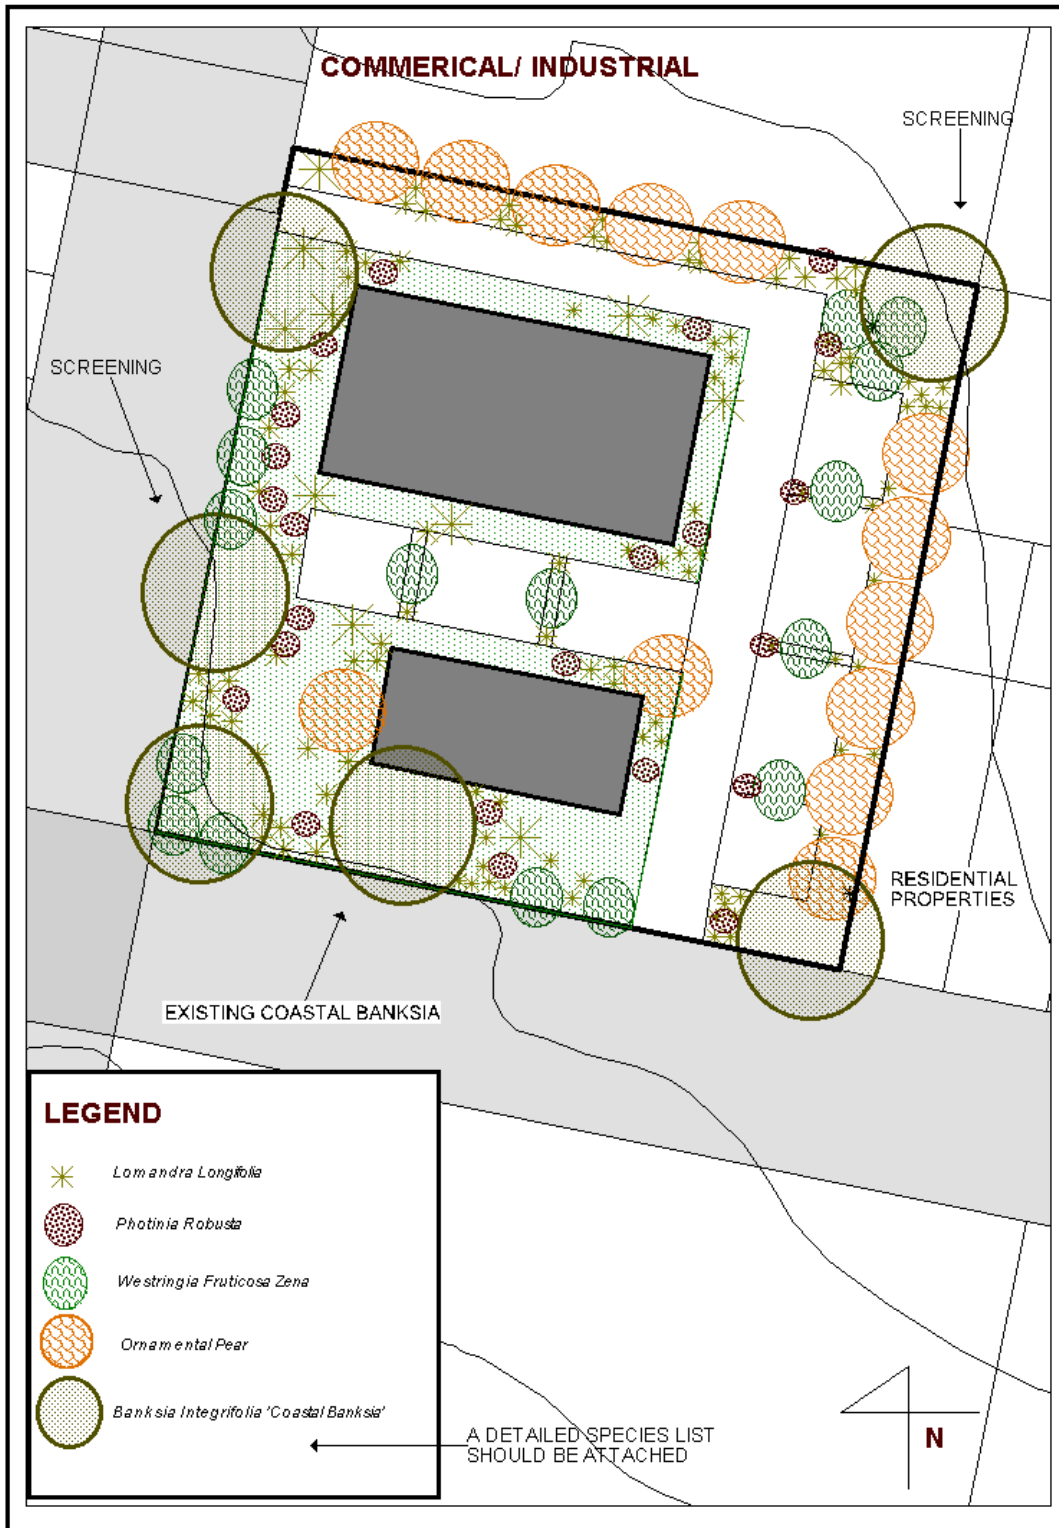 COMMERICAL/ INDUSTRIAL
SCREENING
SCREENING
RESIDENTIAL
PROPERTIES
EXISTING COASTAL BANKSIA
LEGEND
Lomandra Longifolia
Photinia Robusta
Westringia Fruticosa Zena
Ornamental Pear
Banksia Integrifolia 'Coastal Banksia'
A DETAILED SPECIES LIST
SHOULD BE ATTACHED
N